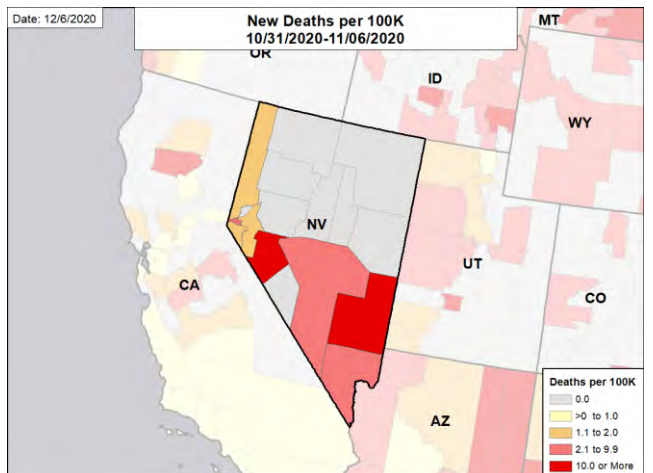 Date: 12/6/2020
New Deaths per 100K
10/31/2020-11/06/2020
MT
OR
ID
WY
NV
UT
CA
CO
AZ
Deaths per 100K
0.0
>0 to 1.0
1.1 to 2.0
2.1 to 9.9
10.0 or More